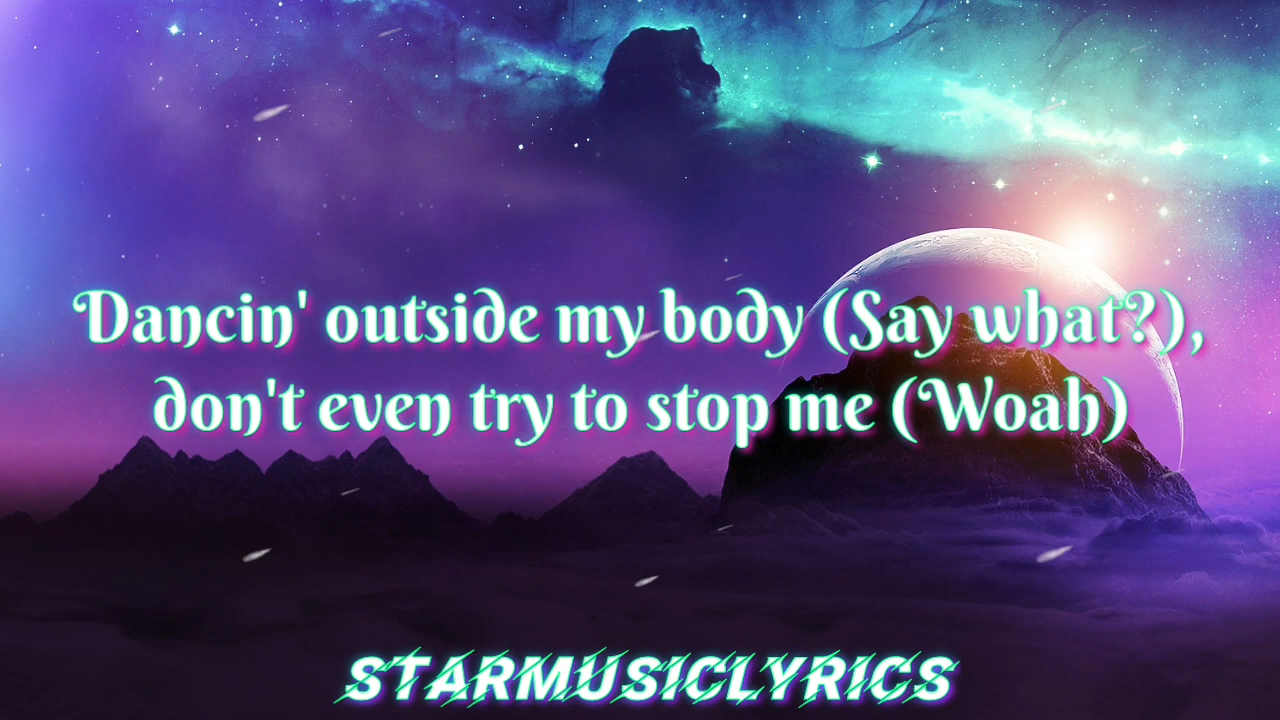 Dancin' outside my body (Say what?),
don't even try to stop me (Woah)
STARMUSICLYRICS